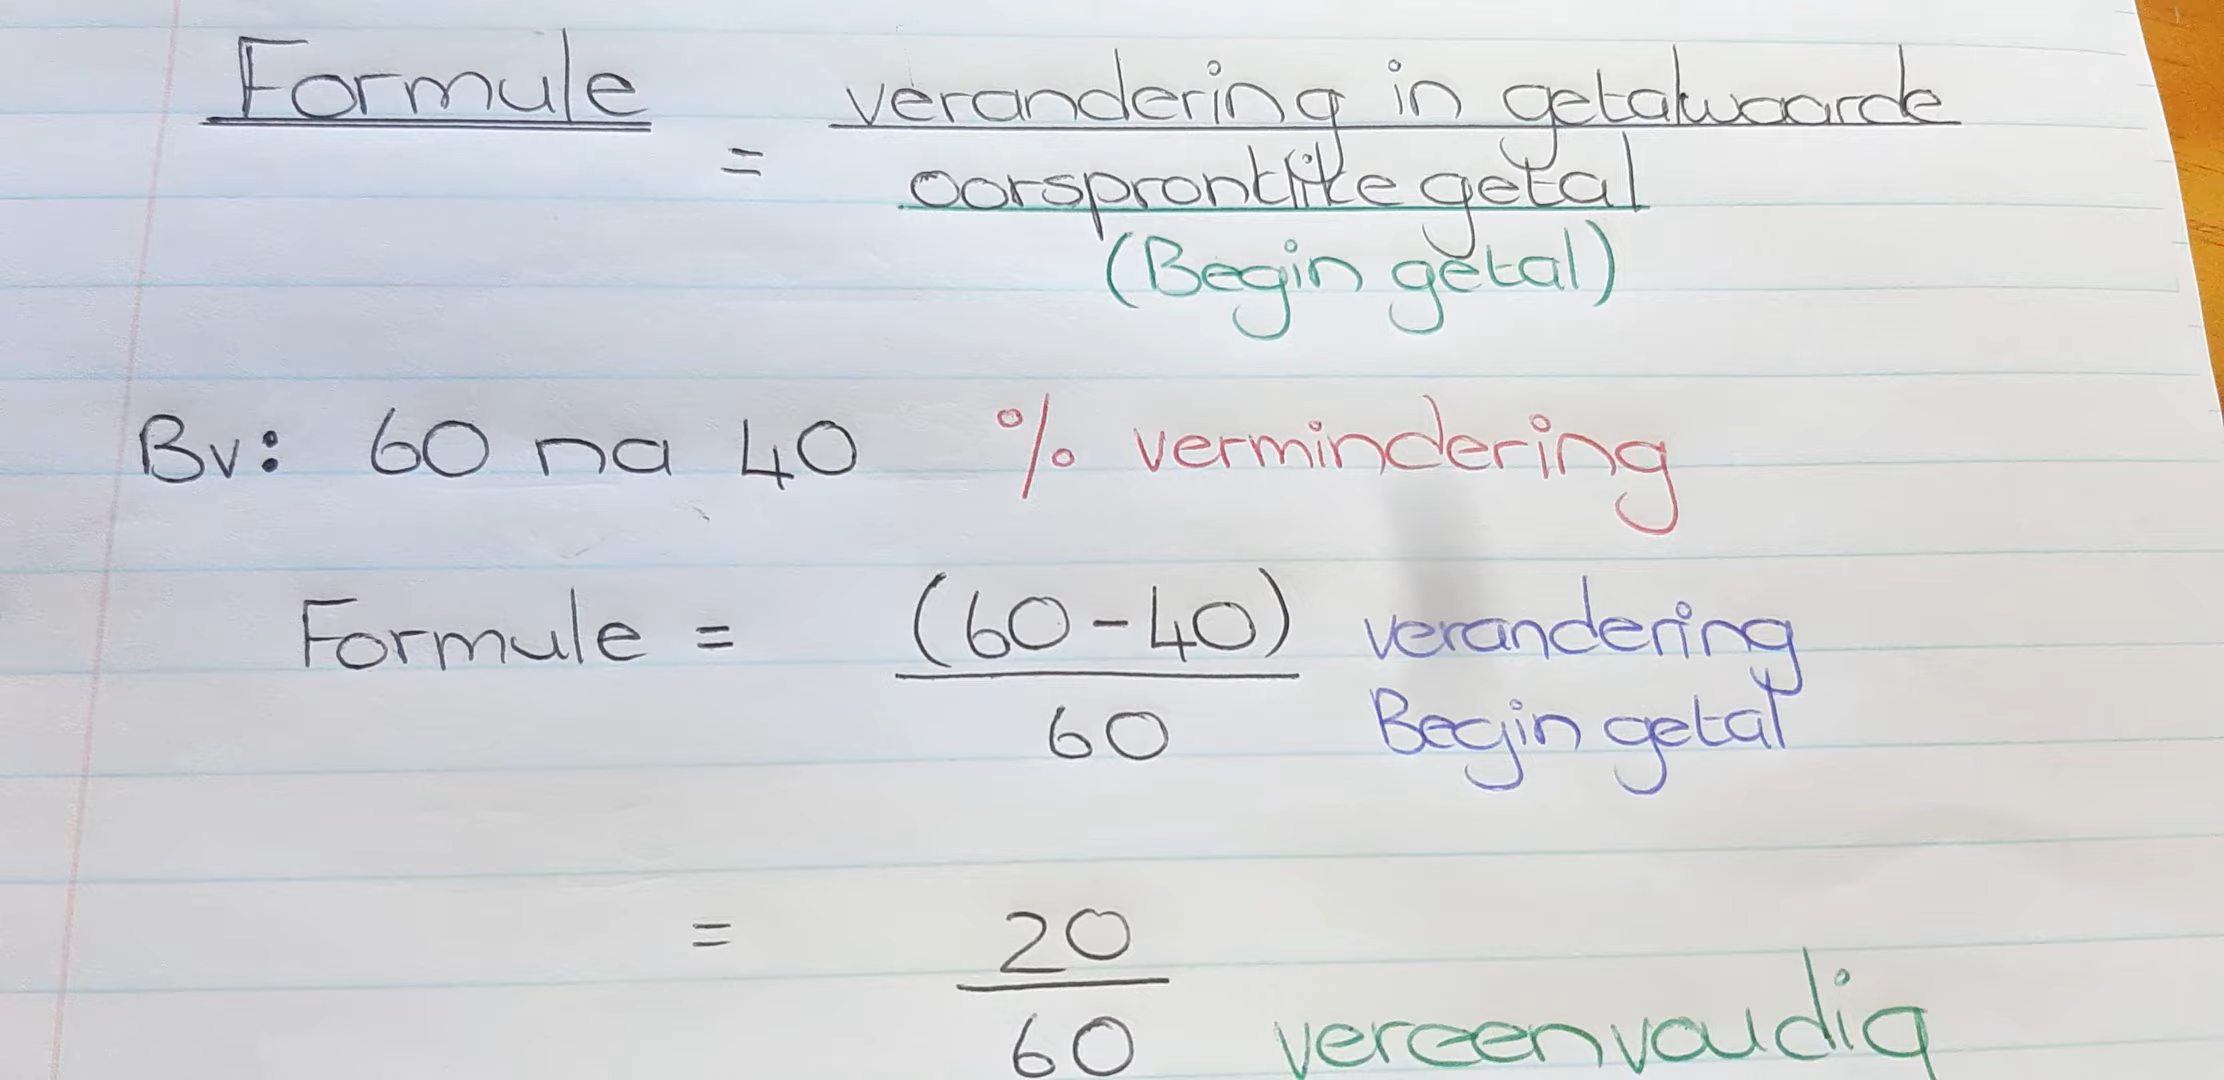 Formule = verandering in getalwaarde
oorspronklike getal
(Begin getal)
Bv: 60 na 40 % vermindering
Formule = (60-40) verandering
60 Begin getal
= 20
60 vereenvoudig